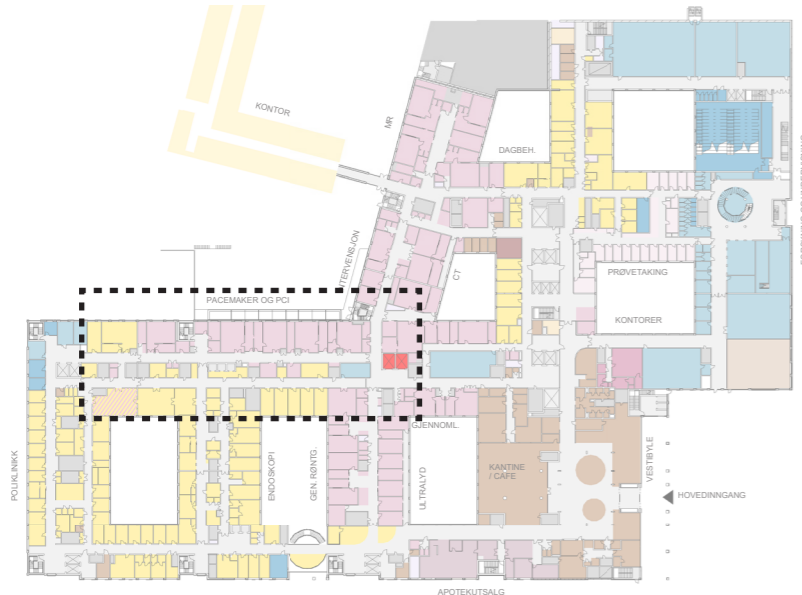 KONTOR
MR
DAGBEH.
INTERVENSJON
CT
PRØVETAKING
PACEMAKER OG PCI
KONTORER
GJENNOML.
POLIKLINIKK
ENDOSKOPI
GEN. RØNTG.
ULTRALYD
KANTINE
/ CAFE
VESTIBYLE
HOVEDINNGANG
APOTEKUTSALG